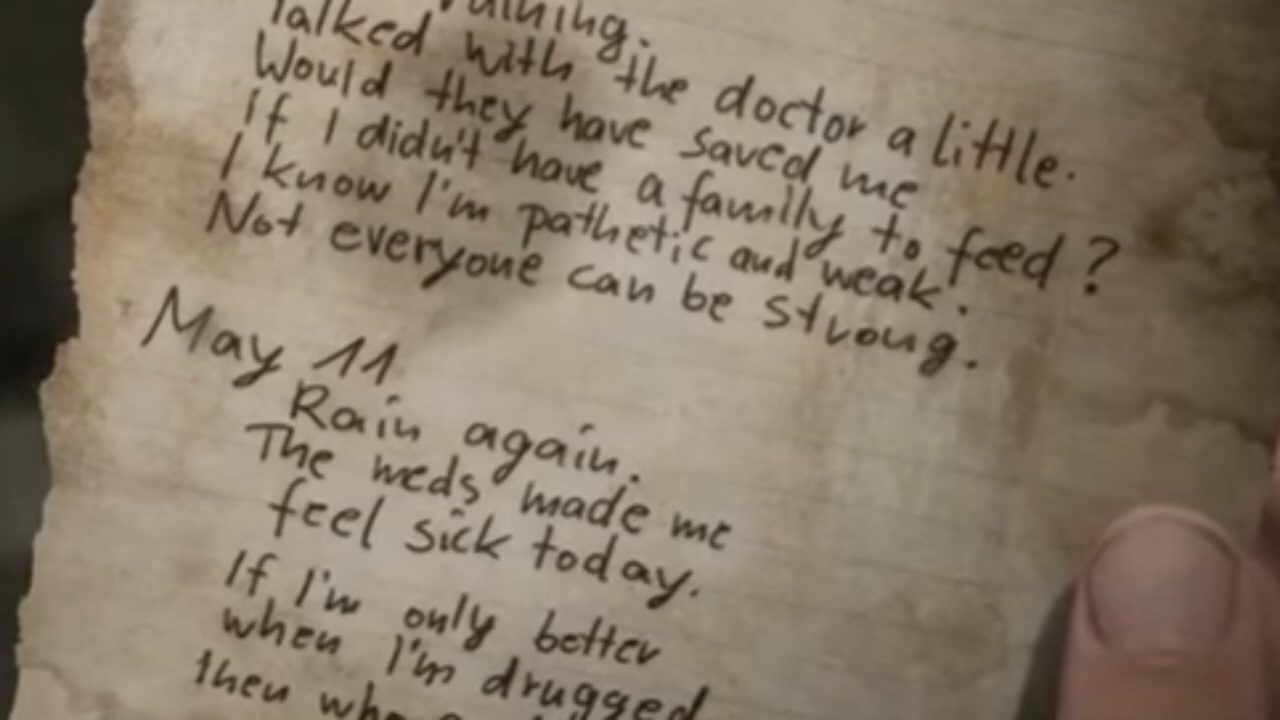 Talked with the doctor a little.
Would they have saved me
If I didn't have a family to feed?
I know I'm pathetic and weak.
Not everyone can be strong.
May 11
Rain again.
The meds made me
feel sick today.
If I'm only better
when I'm drugged
then